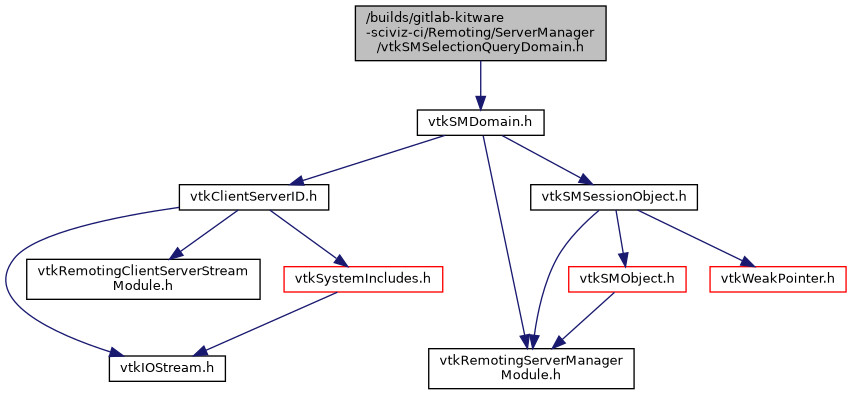 /builds/gitlab-kitware
-sciviz-ci/Remoting/ServerManager
/vtkSMSelectionQueryDomain.h
vtkSMDomain.h
vtkClientServerID.h
vtkSMSessionObject.h
vtkRemotingClientServerStream
Module.h
vtkSystemIncludes.h
vtkSMObject.h
vtkWeakPointer.h
vtkIOStream.h
vtkRemotingServerManager
Module.h